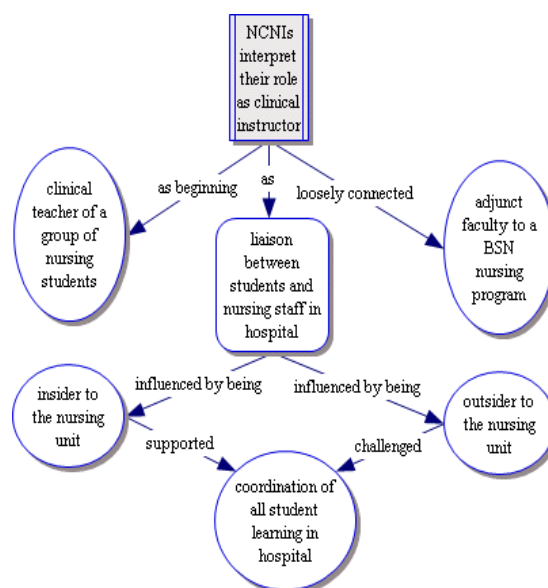 NCNIs
interpret
their role
as clinical
instructor
as beginning
as
loosely connected
clinical
teacher of a
group of
nursing
students
liaison
between
students and
nursing staff in
hospital
adjunct
faculty to a
BSN
nursing
program
influenced by being
influenced by being
insider to
the nursing
unit
outsider to
the nursing
unit
supported
challenged
coordination of
all student
learning in
hospital